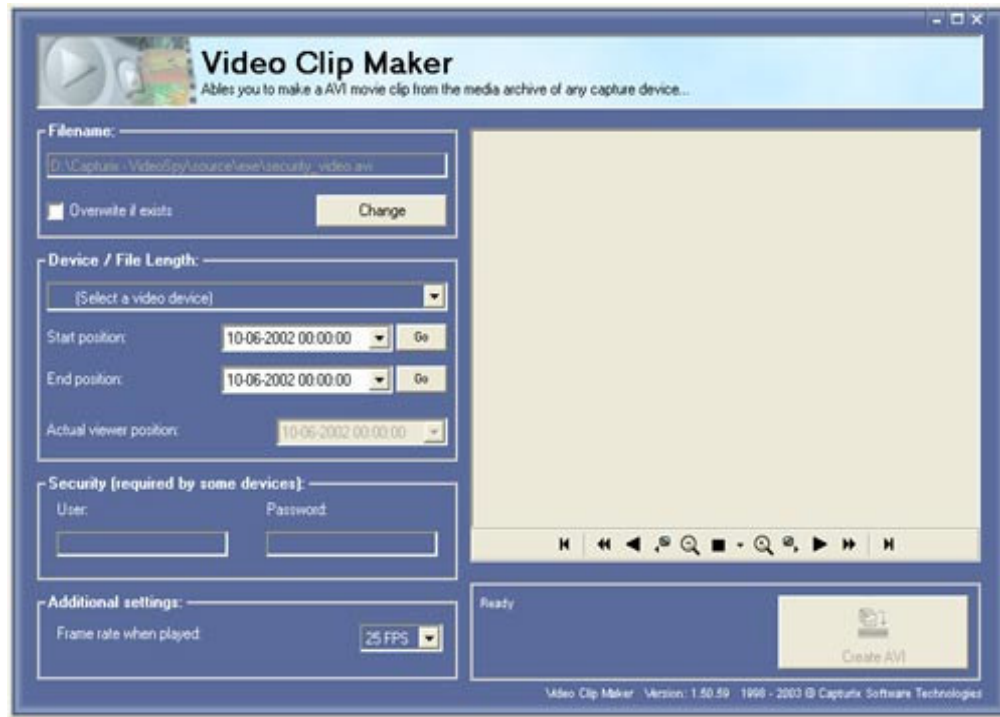 Video Clip Maker
Ables you to make a AVI movie clip from the media archive of any capture device...
Filename:
D:\Capturix - VideoSpy\source\exe\security_video.avi
Overwrite if exists
Change
Device / File Length:
(Select a video device)
Start position:
10-06-2002 00:00:00
Go
End position:
10-06-2002 00:00:00
Go
Actual viewer position:
10-06-2002 00:00:00
Security (required by some devices):
User:
Password:
Additional settings:
Frame rate when played:
25 FPS
Ready
Create AVI
Video Clip Maker Version: 1.50.59 1998 - 2003 @ Capturix Software Technologies